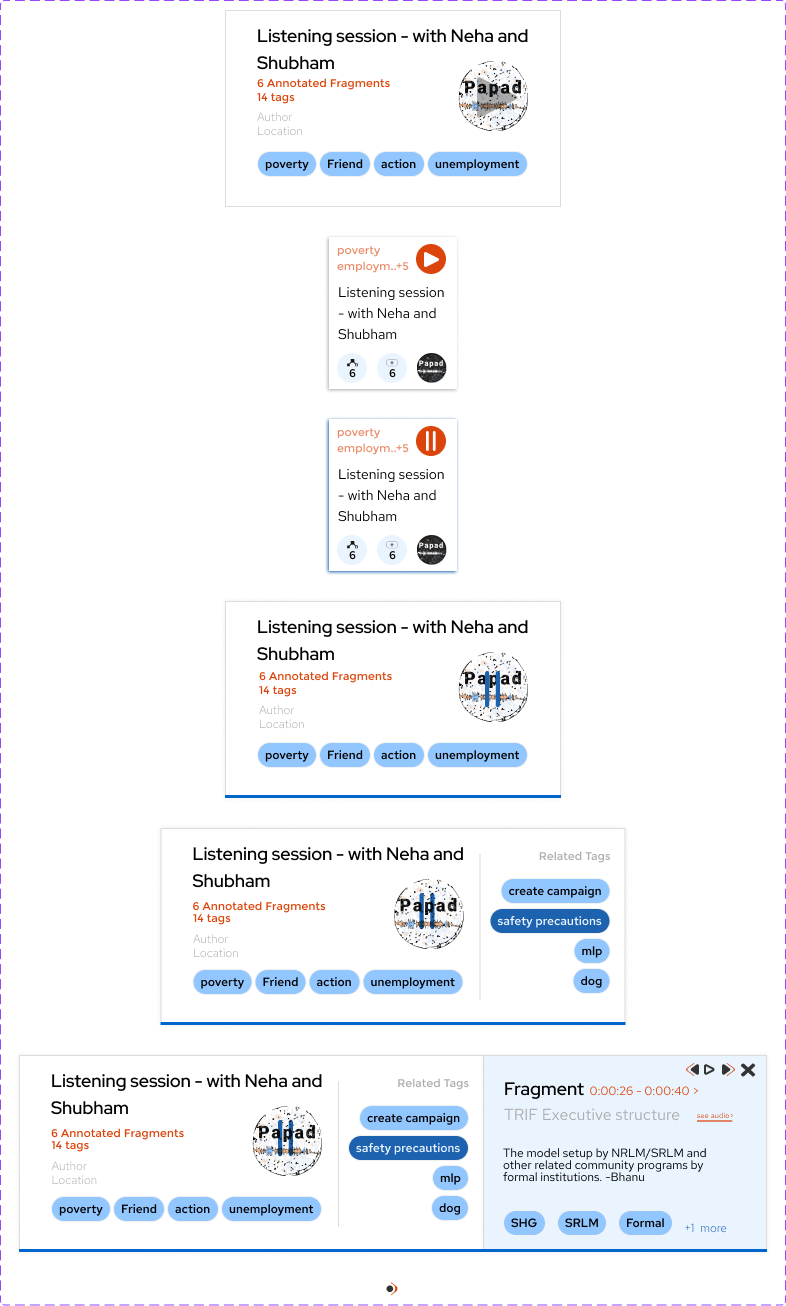 Listening session - with Neha and
Shubham
6 Annotated Fragments
14 tags
Papad
Author
Location
poverty Friend action unemployment
poverty
employm..+5
Listening session
- with Neha and
Shubham
6 6 Papad
poverty
employm..+5
Listening session
- with Neha and
Shubham
6 6 Papad
Listening session - with Neha and
Shubham
6 Annotated Fragments
14 tags
Papad
Author
Location
poverty Friend action unemployment
Listening session - with Neha and
Shubham
6 Annotated Fragments
14 tags
Papad
Author
Location
poverty Friend action unemployment
Related Tags
create campaign
safety precautions
mlp
dog
Listening session - with Neha and
Shubham
6 Annotated Fragments
14 tags
Papad
Author
Location
poverty Friend action unemployment
Related Tags
create campaign
safety precautions
mlp
dog
Fragment 0:00:26 - 0:00:40 >
TRIF Executive structure see audio>
The model setup by NRLM/SRLM and
other related community programs by
formal institutions. -Bhanu
SHG SRLM Formal +1 more